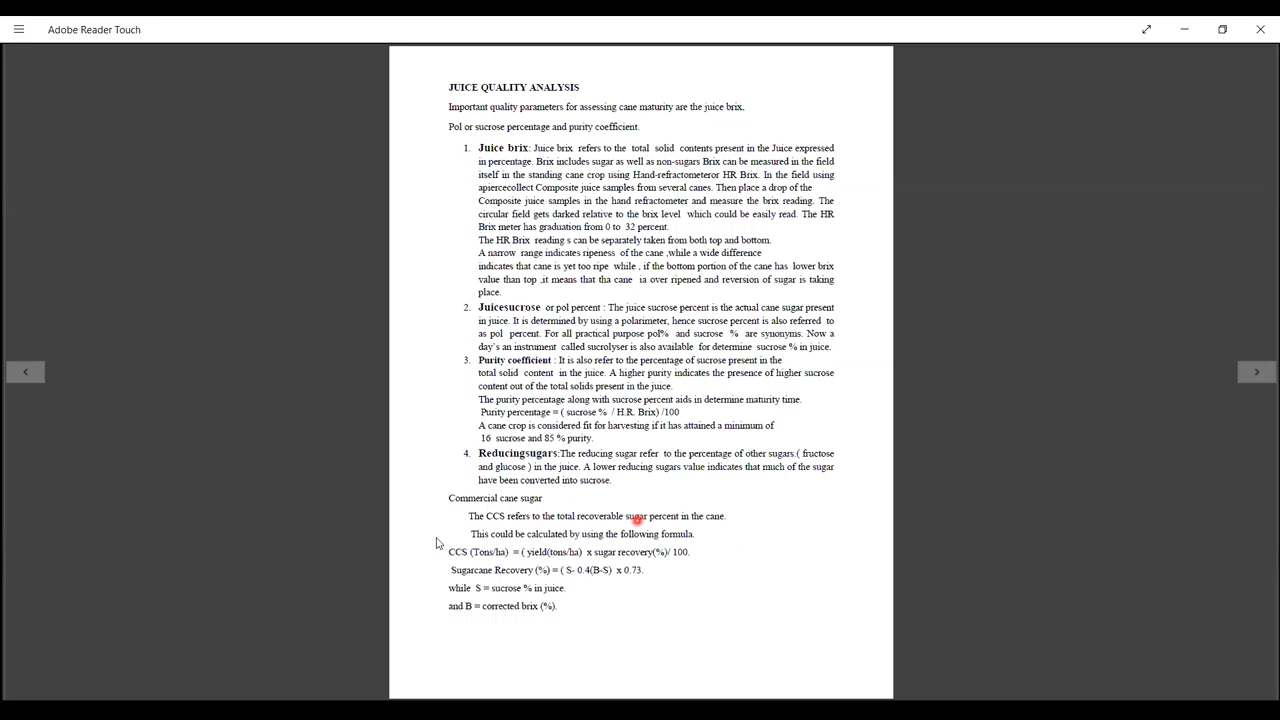 Adobe Reader Touch
JUICE QUALITY ANALYSIS
Important quality parameters for assessing cane maturity are the juice brix,
Pol or sucrose percentage and purity coefficient.
1. Juice brix: Juice brix refers to the total solid contents present in the Juice expressed
in percentage. Brix includes sugar as well as non-sugars Brix can be measured in the field
itself in the standing cane crop using Hand-refractometeror HR Brix. In the field using
apiercecollect Composite juice samples from several canes. Then place a drop of the
Composite juice samples in the hand refractometer and measure the brix reading. The
circular field gets darked relative to the brix level which could be easily read. The HR
Brix meter has graduation from 0 to 32 percent.
The HR Brix reading s can be separately taken from both top and bottom.
A narrow range indicates ripeness of the cane ,while a wide difference
indicates that cane is yet too ripe while , if the bottom portion of the cane has lower brix
value than top ,it means that tha cane ia over ripened and reversion of sugar is taking
place.
2. Juicesucrose or pol percent : The juice sucrose percent is the actual cane sugar present
in juice. It is determined by using a polarimeter, hence sucrose percent is also referred to
as pol percent. For all practical purpose pol% and sucrose % are synonyms. Now a
day's an instrument called sucrolyser is also available for determine sucrose % in juice.
3. Purity coefficient : It is also refer to the percentage of sucrose present in the
total solid content in the juice. A higher purity indicates the presence of higher sucrose
content out of the total solids present in the juice.
The purity percentage along with sucrose percent aids in determine maturity time.
Purity percentage = ( sucrose % / H.R. Brix) /100
A cane crop is considered fit for harvesting if it has attained a minimum of
16 sucrose and 85 % purity.
4. Reducingsugars:The reducing sugar refer to the percentage of other sugars.( fructose
and glucose ) in the juice. A lower reducing sugars value indicates that much of the sugar
have been converted into sucrose.
Commercial cane sugar
The CCS refers to the total recoverable sugar percent in the cane.
This could be calculated by using the following formula.
CCS (Tons/ha) = ( yield(tons/ha) x sugar recovery(%)/ 100.
Sugarcane Recovery (%) = ( S- 0.4(B-S) x 0.73.
while S = sucrose % in juice.
and B = corrected brix (%).